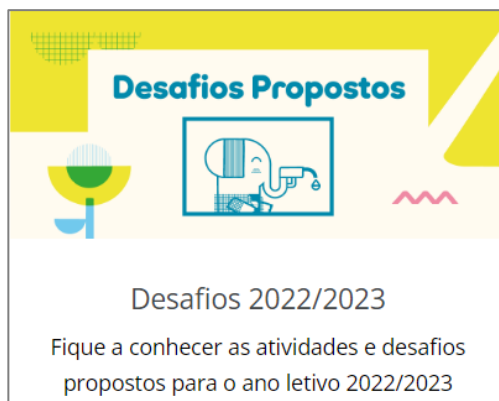 Desafios Propostos
Desafios 2022/2023
Fique a conhecer as atividades e desafios
propostos para o ano letivo 2022/2023